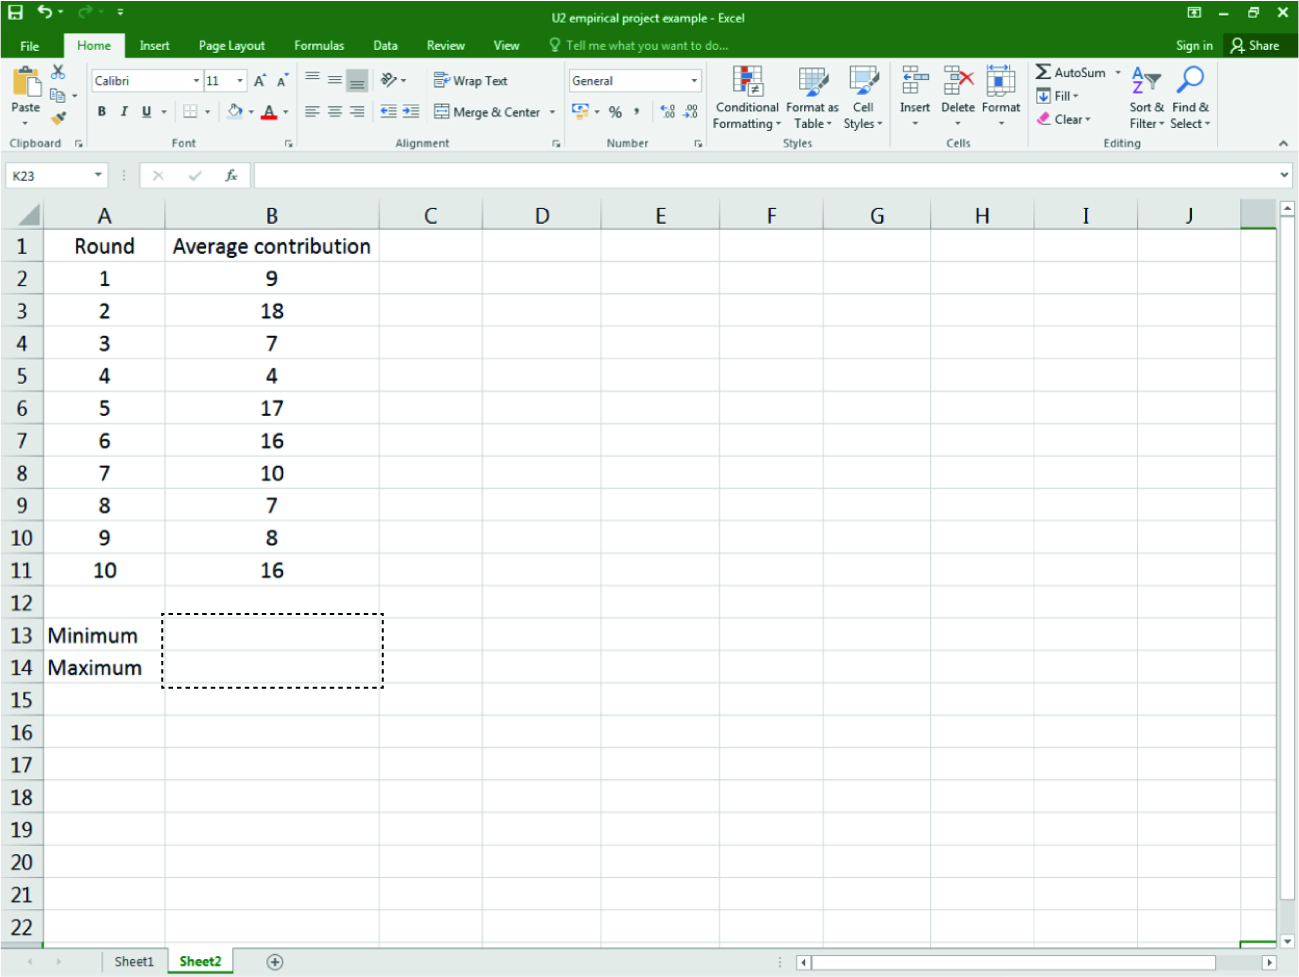 U2 empirical project example - Excel
File Home Insert Page Layout Formulas Data Review View Tell me what you want to do... Sign in Share
Paste
Clipboard
Calibri 11
B I U
Font
Wrap Text
Merge & Center
Alignment
General
%
Number
Conditional Formatting
Format as Table
Cell Styles
Styles
Insert Delete Format
Cells
AutoSum
Fill
Clear
Sort & Filter
Find & Select
Editing
K23 fx
A B C D E F G H I J
1 Round Average contribution
2 1 9
3 2 18
4 3 7
5 4 4
6 5 17
7 6 16
8 7 10
9 8 7
10 9 8
11 10 16
12
13 Minimum
14 Maximum
15
16
17
18
19
20
21
22
Sheet1 Sheet2